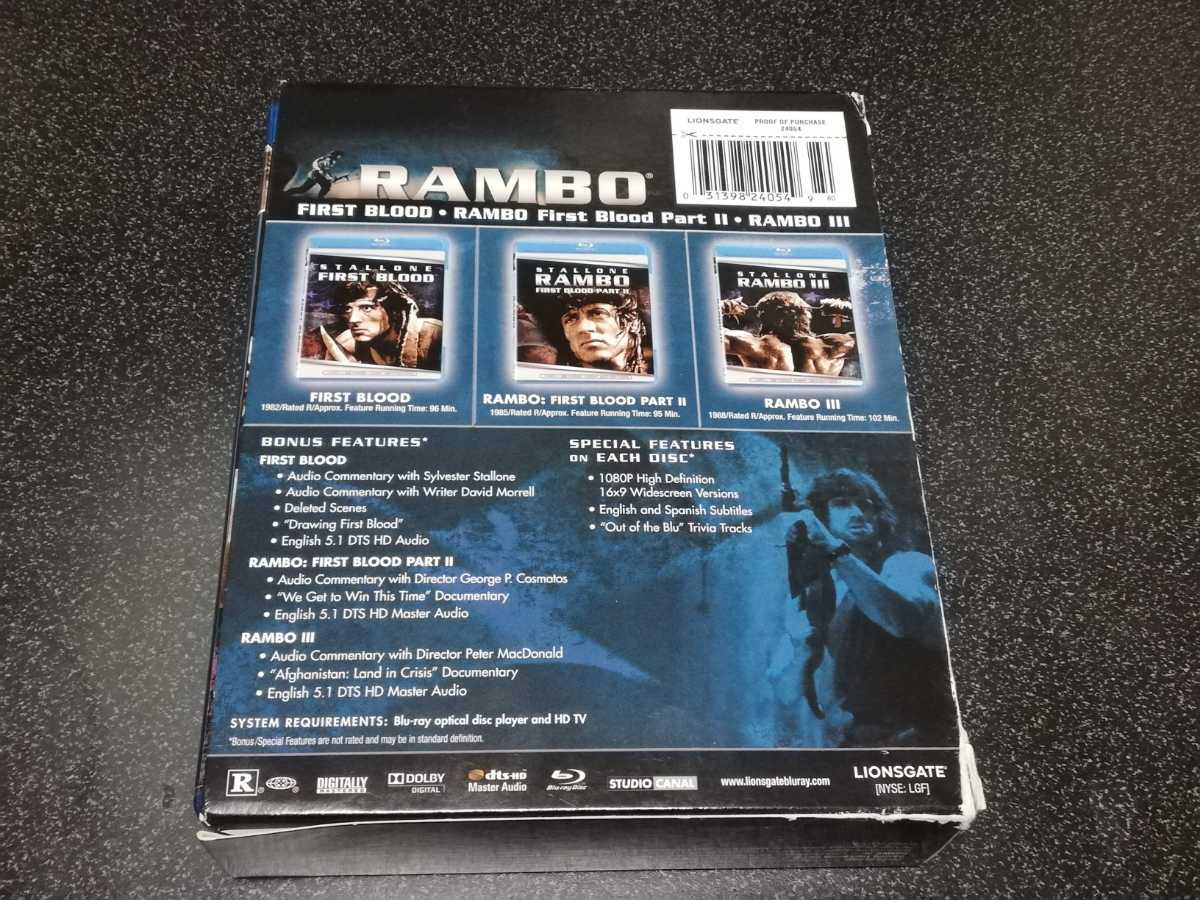 LIONSGATE PROOF OF PURCHASE
24054
0 31398 24054 9 60
RAMBO®
FIRST BLOOD • RAMBO First Blood Part II • RAMBO III
STALLONE
FIRST BLOOD
STALLONE
RAMBO
FIRST BLOOD PART II
STALLONE
RAMBO III
FIRST BLOOD
1982/Rated R/Approx. Feature Running Time: 96 Min.
RAMBO: FIRST BLOOD PART II
1985/Rated R/Approx. Feature Running Time: 95 Min.
RAMBO III
1988/Rated R/Approx. Feature Running Time: 102 Min.
BONUS FEATURES*
FIRST BLOOD
• Audio Commentary with Sylvester Stallone
• Audio Commentary with Writer David Morrell
• Deleted Scenes
• "Drawing First Blood"
• English 5.1 DTS HD Audio
RAMBO: FIRST BLOOD PART II
• Audio Commentary with Director George P. Cosmatos
• "We Get to Win This Time" Documentary
• English 5.1 DTS HD Master Audio
RAMBO III
• Audio Commentary with Director Peter MacDonald
• "Afghanistan: Land in Crisis" Documentary
• English 5.1 DTS HD Master Audio
SPECIAL FEATURES
ON EACH DISC*
• 1080P High Definition
16x9 Widescreen Versions
• English and Spanish Subtitles
• "Out of the Blu" Trivia Tracks
SYSTEM REQUIREMENTS: Blu-ray optical disc player and HD TV
*Bonus/Special Features are not rated and may be in standard definition.
R®
DIGITALLY
MASTERED
DOLBY
DIGITAL
dts-HD
Master Audio
Blu-ray Disc
STUDIO CANAL
www.lionsgatebluray.com
LIONSGATE®
[NYSE: LGF]